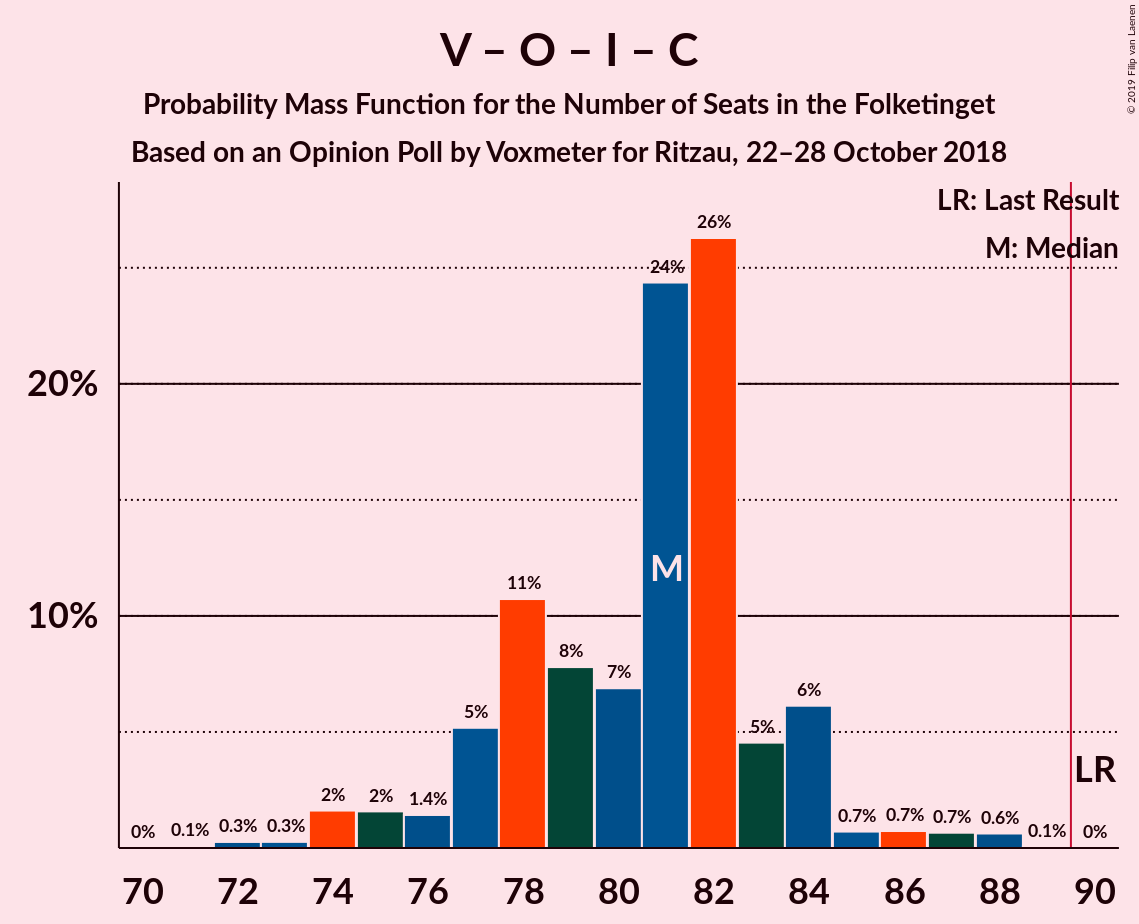 V – O – I – C
Probability Mass Function for the Number of Seats in the Folketinget
Based on an Opinion Poll by Voxmeter for Ritzau, 22–28 October 2018
© 2019 Filip van Laenen
LR: Last Result
M: Median
26%
24%
20%
11%
10%
8%
7%
6%
5%
5%
2%
2%
1.4%
0.7%
0.7%
0.7%
0.6%
0.3%
0.3%
0.1%
0.1%
0%
0%
M
LR
70 72 74 76 78 80 82 84 86 88 90